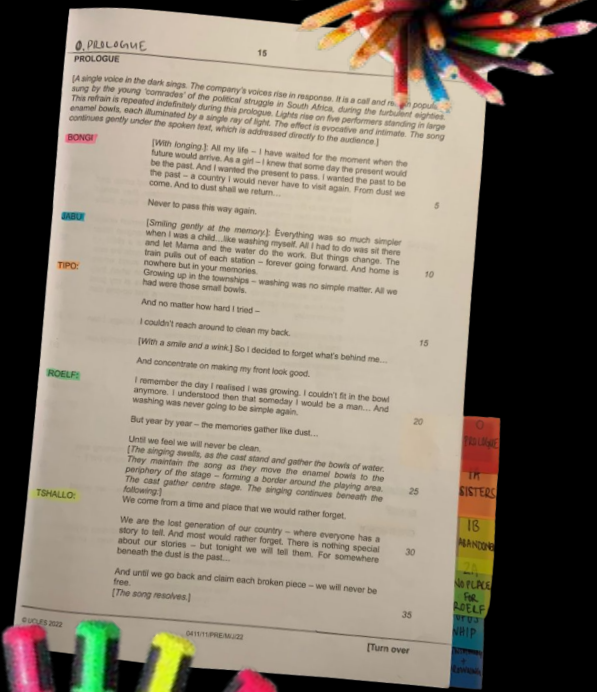 0. PROLOGUE
15
PROLOGUE
[A single voice in the dark sings. The company's voices rise in response. It is a call and
sung by the young 'comrades' of the political struggle in South Africa, during the turbulent eighties.
This refrain is repeated indefinitely during this prologue. Lights rise on five performers standing in large
enamel bowls, each illuminated by a single ray of light. The effect is evocative and intimate. The song
continues gently under the spoken text, which is addressed directly to the audience.]
BONGI: [With longing.]: All my life – I have waited for the moment when the
future would arrive. As a girl – I knew that some day the present would
be the past. And I wanted the present to pass. I wanted the past to be
the past – a country I would never have to visit again. From dust we
come. And to dust shall we return… 5
Never to pass this way again.
JABU: [Smiling gently at the memory.]: Everything was so much simpler
when I was a child…like washing myself. All I had to do was sit there
and let Mama and the water do the work. But things change. The
train pulls out of each station – forever going forward. And home is 10
nowhere but in your memories.
TIPO: Growing up in the townships – washing was no simple matter. All we
had were those small bowls.
And no matter how hard I tried –
I couldn't reach around to clean my back. 15
[With a smile and a wink.] So I decided to forget what's behind me…
And concentrate on making my front look good.
ROELF: I remember the day I realised I was growing. I couldn't fit in the bowl
anymore. I understood then that someday I would be a man… And
washing was never going to be simple again. 20
But year by year – the memories gather like dust…
Until we feel we will never be clean.
[The singing swells, as the cast stand and gather the bowls of water.
They maintain the song as they move the enamel bowls to the
periphery of the stage – forming a border around the playing area. 25
The cast gather centre stage. The singing continues beneath the
following:]
TSHALLO: We come from a time and place that we would rather forget.
We are the lost generation of our country – where everyone has a
story to tell. And most would rather forget. There is nothing special 30
about our stories – but tonight we will tell them. For somewhere
beneath the dust is the past…
And until we go back and claim each broken piece – we will never be
free.
[The song resolves.] 35
© UCLES 2022
0411/11/PRE/M/J/22
[Turn over
0
PROLOGUE
1A
SISTERS
1B
2A
NO PLACE
FOR
ROELF